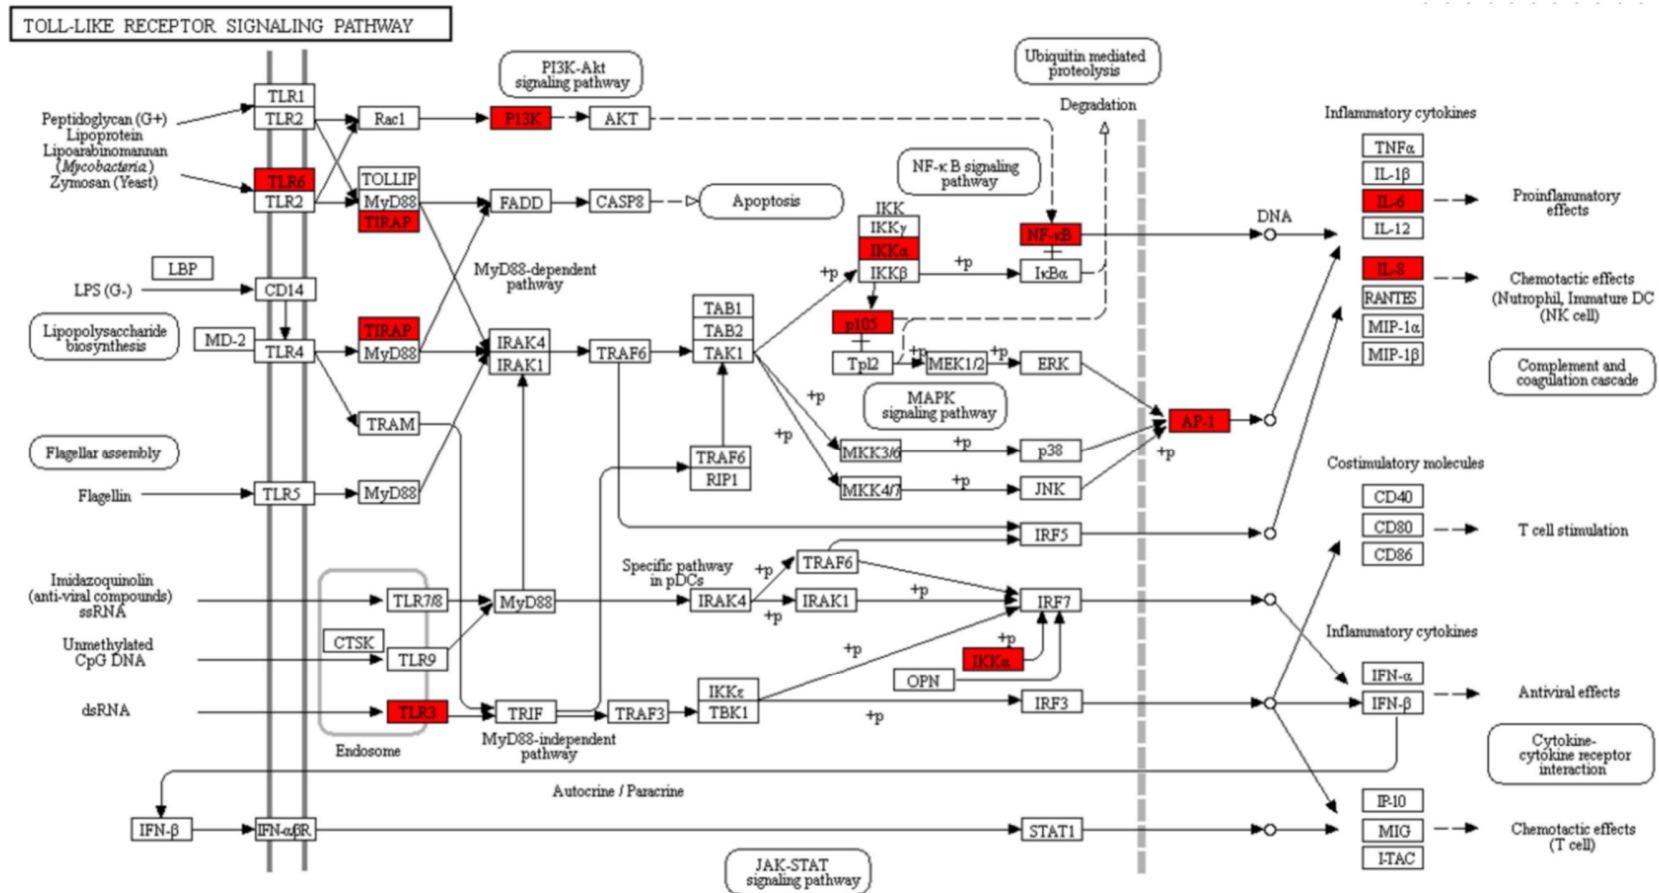 TOLL-LIKE RECEPTOR SIGNALING PATHWAY
PI3K-Akt
signaling pathway
Ubiquitin mediated
proteolysis
Degradation
Peptidoglycan (G+)
Lipoprotein
Lipoarabinomannan
(Mycobacteria)
Zymosan (Yeast)
TLR1
TLR2
Rac1
P13K
AKT
TLR6
TLR2
TOLLIP
MyD88
TIRAP
FADD
CASP8
Apoptosis
NF-κB signaling
pathway
IKK
IKKγ
IKKα
IKKβ
+p
+p
NF-κB
IκBα
DNA
Inflammatory cytokines
TNFα
IL-1β
IL-6
IL-12
Proinflammatory
effects
IL-8
RANTES
MIP-1α
MIP-1β
Chemotactic effects
(Nutrophil, Immature DC
(NK cell)
Complement and
coagulation cascade
LBP
LPS (G-)
CD14
MyD88-dependent
pathway
Lipopolysaccharide
biosynthesis
MD-2
TLR4
TIRAP
MyD88
IRAK4
IRAK1
TRAF6
TAB1
TAB2
TAK1
p105
Tpl2
+p
MEK1/2
+p
ERK
MAPK
signaling pathway
AP-1
TRAM
TRAF6
RIP1
+p
+p
MKK3/6
+p
p38
+p
MKK4/7
+p
JNK
Flagellar assembly
Flagellin
TLR5
MyD88
IRF5
Costimulatory molecules
CD40
CD80
CD86
T cell stimulation
Imidazoquinolin
(anti-viral compounds)
ssRNA
TLR7/8
MyD88
Specific pathway
in pDCs
IRAK4
+p
TRAF6
+p
IRAK1
+p
IRF7
Unmethylated
CpG DNA
CTSK
TLR9
+p
IKKα
+p
OPN
Inflammatory cytokines
IFN-α
IFN-β
Antiviral effects
dsRNA
TLR3
TRIF
TRAF3
IKKε
TBK1
+p
IRF3
Endosome
MyD88-independent
pathway
Cytokine-
cytokine receptor
interaction
Autocrine / Paracrine
IFN-β
IFN-αβR
STAT1
IP-10
MIG
I-TAC
Chemotactic effects
(T cell)
JAK-STAT
signaling pathway